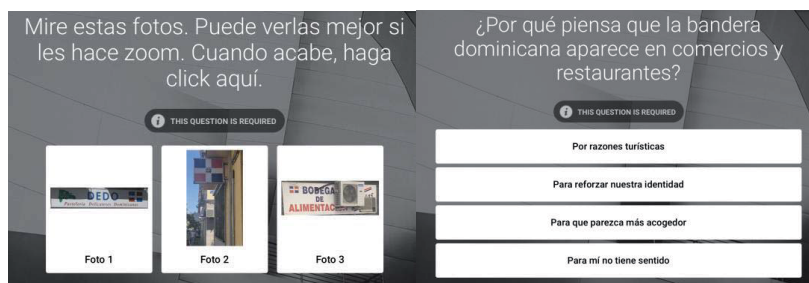 Mire estas fotos. Puede verlas mejor si
les hace zoom. Cuando acabe, haga
click aquí.
THIS QUESTION IS REQUIRED
DEDO
BOBEGA
DE
ALIMENTAC
Foto 1
Foto 2
Foto 3
¿Por qué piensa que la bandera
dominicana aparece en comercios y
restaurantes?
THIS QUESTION IS REQUIRED
Por razones turísticas
Para reforzar nuestra identidad
Para que parezca más acogedor
Para mí no tiene sentido